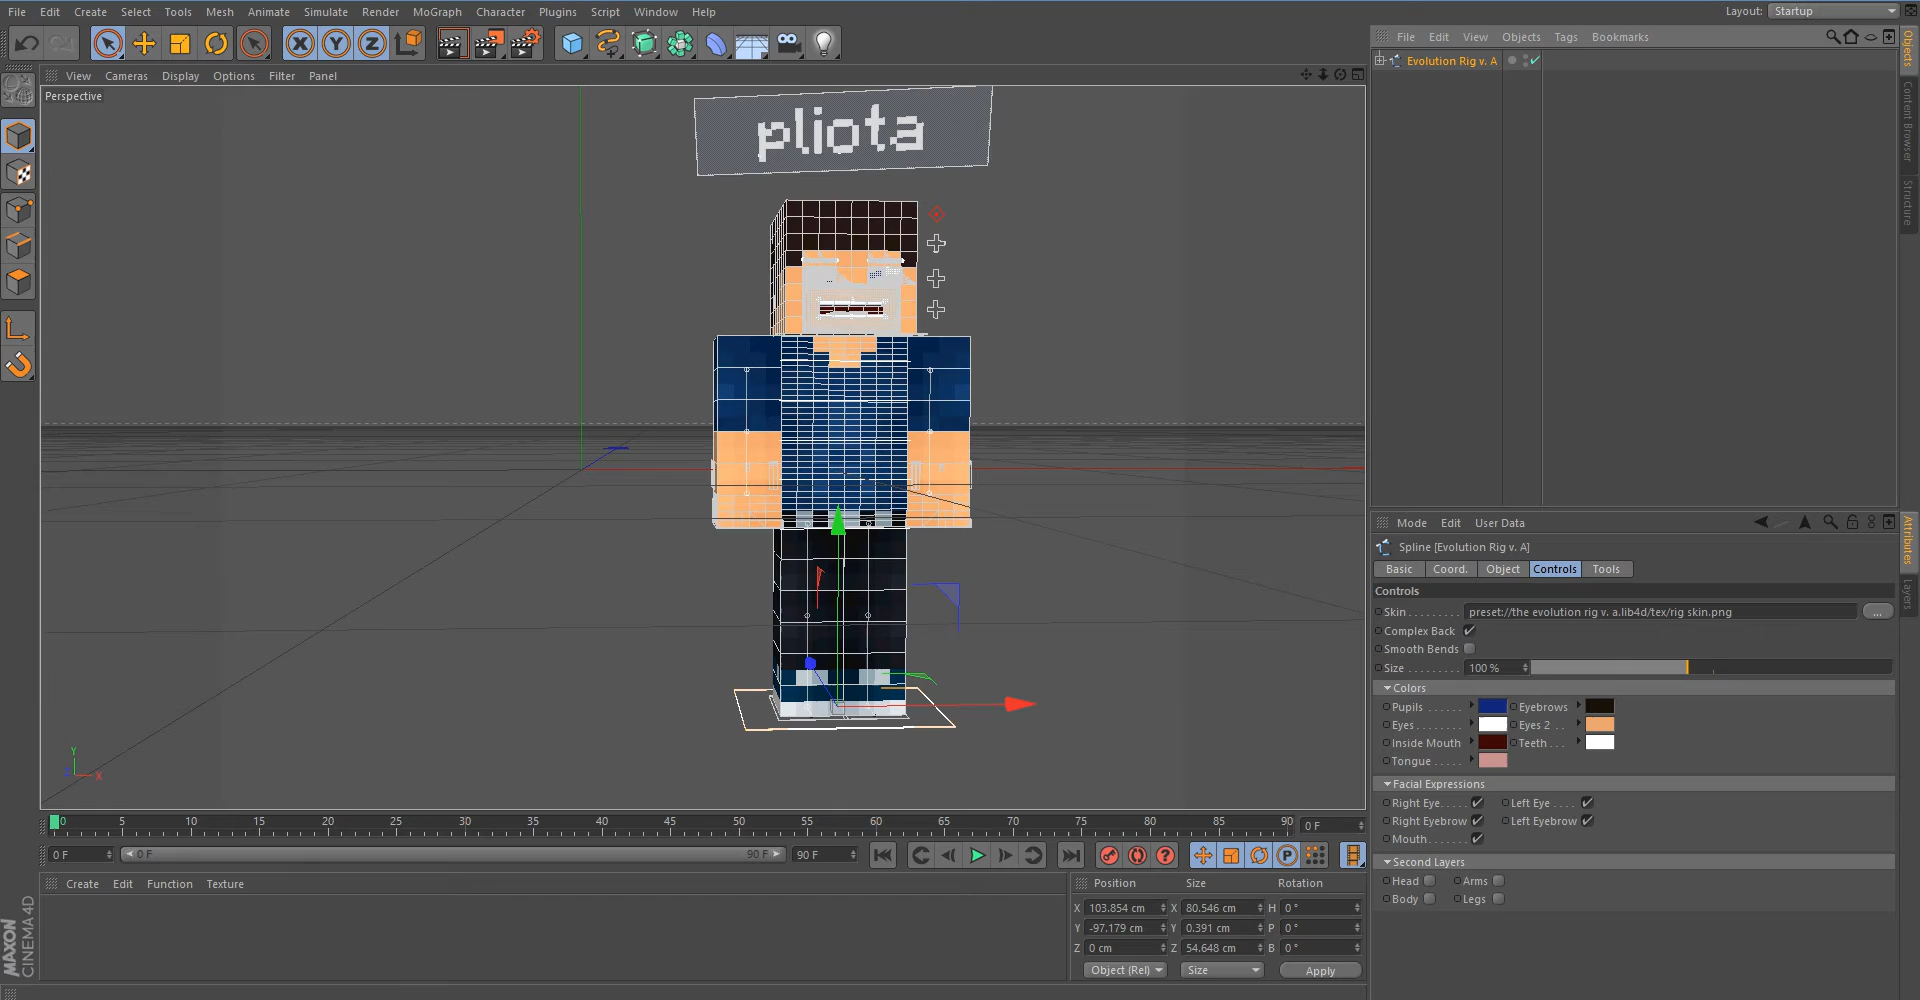 File Edit Create Select Tools Mesh Animate Simulate Render MoGraph Character Plugins Script Window Help
Layout: Startup
File Edit View Objects Tags Bookmarks
Evolution Rig v. A
Objects
Content Browser
Structure
View Cameras Display Options Filter Panel
Perspective
pliota
Y
Z X
Mode Edit User Data
Attributes
Layers
Spline [Evolution Rig v. A]
Basic Coord. Object Controls Tools
Controls
Skin . . . . . . . . . preset://the evolution rig v. a.lib4d/tex/rig skin.png ...
Complex Back
Smooth Bends
Size . . . . . . . . 100 %
Colors
Pupils . . . . . . Eyebrows
Eyes . . . . . . . Eyes 2 . .
Inside Mouth Teeth . . .
Tongue . . . . .
Facial Expressions
Right Eye. . . . . Left Eye . . . .
Right Eyebrow Left Eyebrow
Mouth. . . . . . .
Second Layers
Head Arms
Body Legs
0 5 10 15 20 25 30 35 40 45 50 55 60 65 70 75 80 85 90 0 F
0 F 0 F 90 F 90 F
Create Edit Function Texture
Position Size Rotation
X 103.854 cm X 80.546 cm H 0 °
Y -97.179 cm Y 0.391 cm P 0 °
Z 0 cm Z 54.648 cm B 0 °
Object (Rel) Size Apply
MAXON
CINEMA 4D